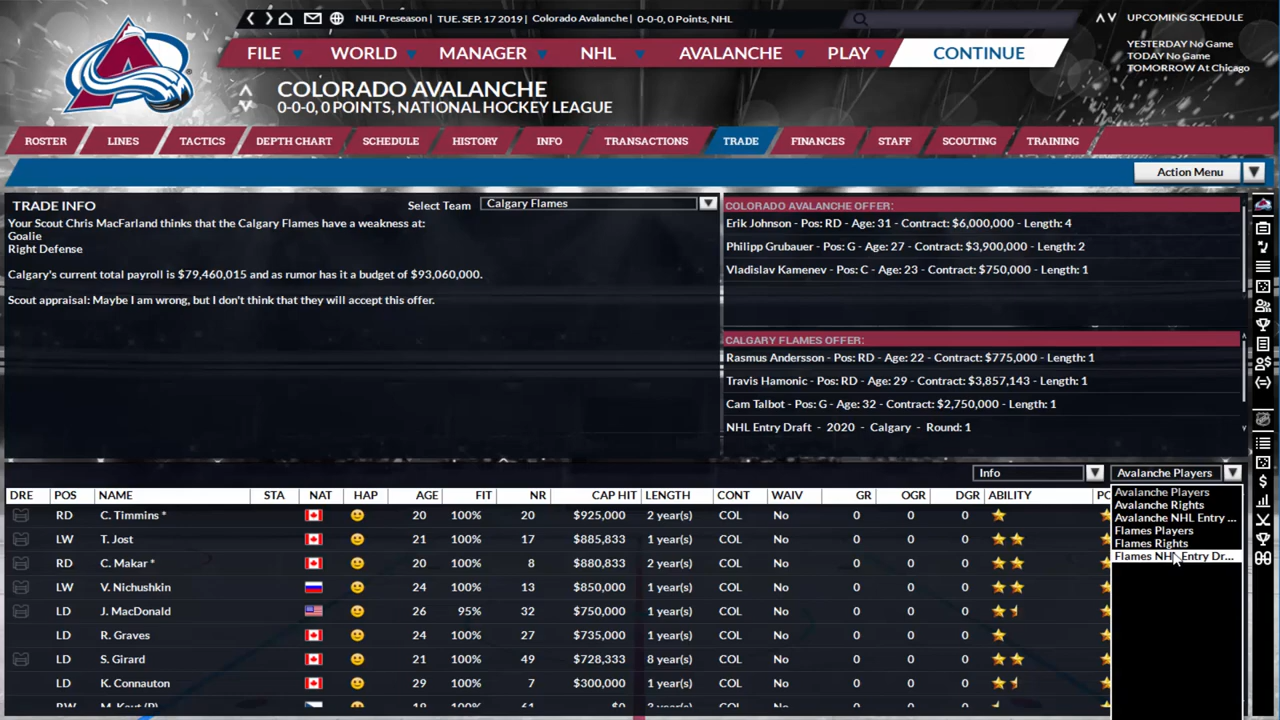 NHL Preseason | TUE. SEP. 17 2019 | Colorado Avalanche | 0-0-0, 0 Points, NHL
UPCOMING SCHEDULE
YESTERDAY No Game
TODAY No Game
TOMORROW At Chicago
FILE WORLD MANAGER NHL AVALANCHE PLAY CONTINUE
COLORADO AVALANCHE
0-0-0, 0 POINTS, NATIONAL HOCKEY LEAGUE
ROSTER LINES TACTICS DEPTH CHART SCHEDULE HISTORY INFO TRANSACTIONS TRADE FINANCES STAFF SCOUTING TRAINING
Action Menu
TRADE INFO
Select Team Calgary Flames
Your Scout Chris MacFarland thinks that the Calgary Flames have a weakness at:
Goalie
Right Defense
Calgary's current total payroll is $79,460,015 and as rumor has it a budget of $93,060,000.
Scout appraisal: Maybe I am wrong, but I don't think that they will accept this offer.
COLORADO AVALANCHE OFFER:
Erik Johnson - Pos: RD - Age: 31 - Contract: $6,000,000 - Length: 4
Philipp Grubauer - Pos: G - Age: 27 - Contract: $3,900,000 - Length: 2
Vladislav Kamenev - Pos: C - Age: 23 - Contract: $750,000 - Length: 1
CALGARY FLAMES OFFER:
Rasmus Andersson - Pos: RD - Age: 22 - Contract: $775,000 - Length: 1
Travis Hamonic - Pos: RD - Age: 29 - Contract: $3,857,143 - Length: 1
Cam Talbot - Pos: G - Age: 32 - Contract: $2,750,000 - Length: 1
NHL Entry Draft - 2020 - Calgary - Round: 1
Info Avalanche Players
DRE POS NAME STA NAT HAP AGE FIT NR CAP HIT LENGTH CONT WAIV GR OGR DGR ABILITY
RD C. Timmins * 20 100% 20 $925,000 2 year(s) COL No 0 0 0
LW T. Jost 21 100% 17 $885,833 1 year(s) COL No 0 0 0
RD C. Makar * 20 100% 8 $880,833 2 year(s) COL No 0 0 0
LW V. Nichushkin 24 100% 13 $850,000 1 year(s) COL No 0 0 0
LD J. MacDonald 26 95% 32 $750,000 1 year(s) COL No 0 0 0
LD R. Graves 24 100% 27 $735,000 1 year(s) COL No 0 0 0
LD S. Girard 21 100% 49 $728,333 8 year(s) COL No 0 0 0
LD K. Connauton 29 100% 7 $300,000 1 year(s) COL No 0 0 0
Avalanche Players
Avalanche Rights
Avalanche NHL Entry ...
Flames Players
Flames Rights
Flames NHL Entry Dr...